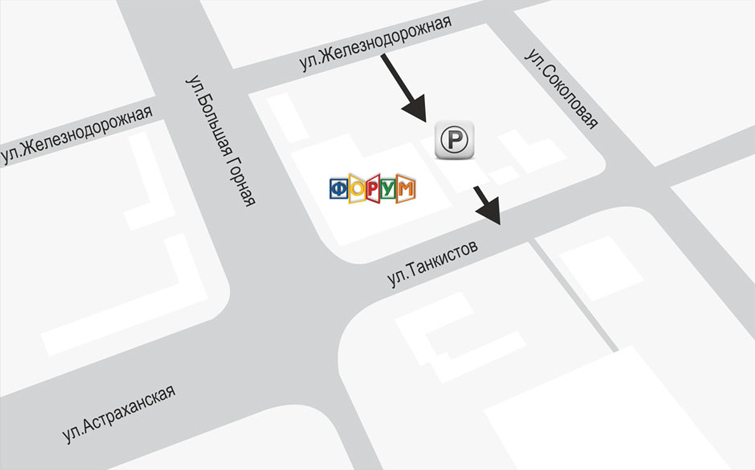 ул.Железнодорожная
ул.Соколовая
ул.Железнодорожная
ул.Большая Горная
P
ФОРУМ
ул.Танкистов
ул.Астраханская